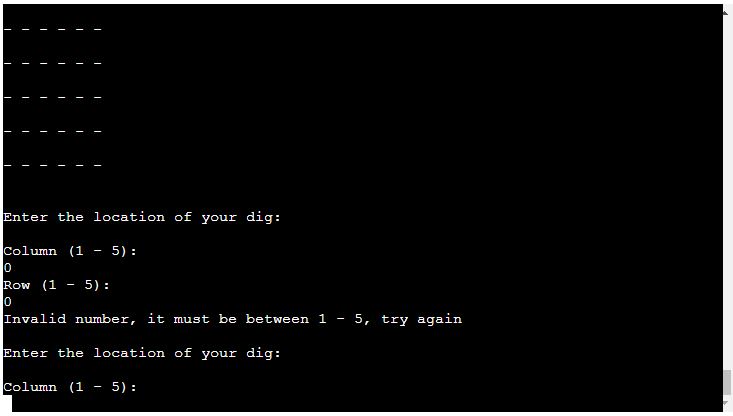 - - - - - -
- - - - - -
- - - - - -
- - - - - -
- - - - - -
Enter the location of your dig:
Column (1 - 5):
0
Row (1 - 5):
0
Invalid number, it must be between 1 - 5, try again
Enter the location of your dig:
Column (1 - 5):